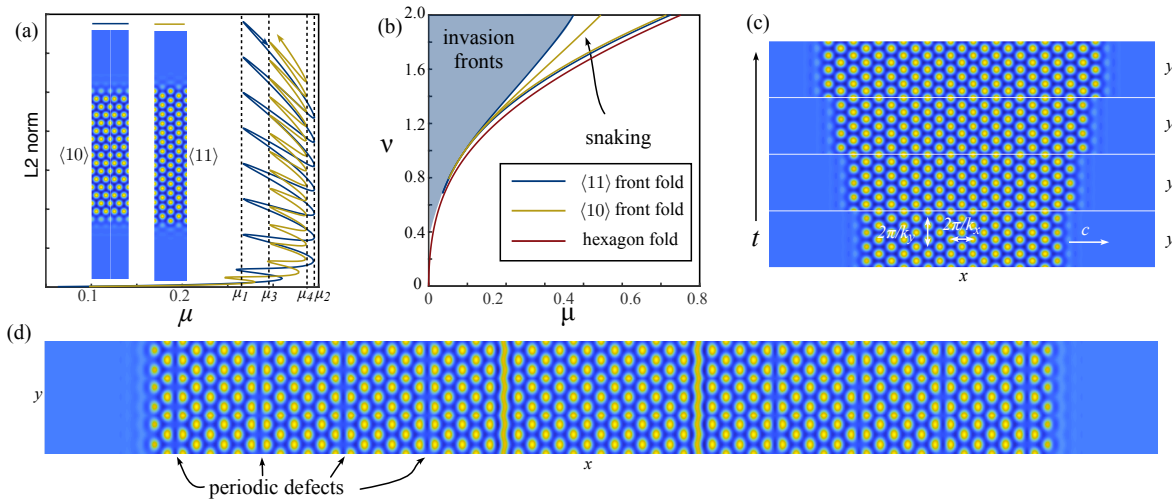 (a)
L2 norm
⟨10⟩
⟨11⟩
0.1
0.2
μ1
μ3
μ4
μ2
μ
(b)
2.0
1.6
1.2
0.8
0.4
0
ν
invasion
fronts
snaking
⟨11⟩ front fold
⟨10⟩ front fold
hexagon fold
0
0.2
0.4
0.6
0.8
μ
(c)
t
y
y
y
y
2π/ky
2π/kx
c
x
(d)
y
x
periodic defects